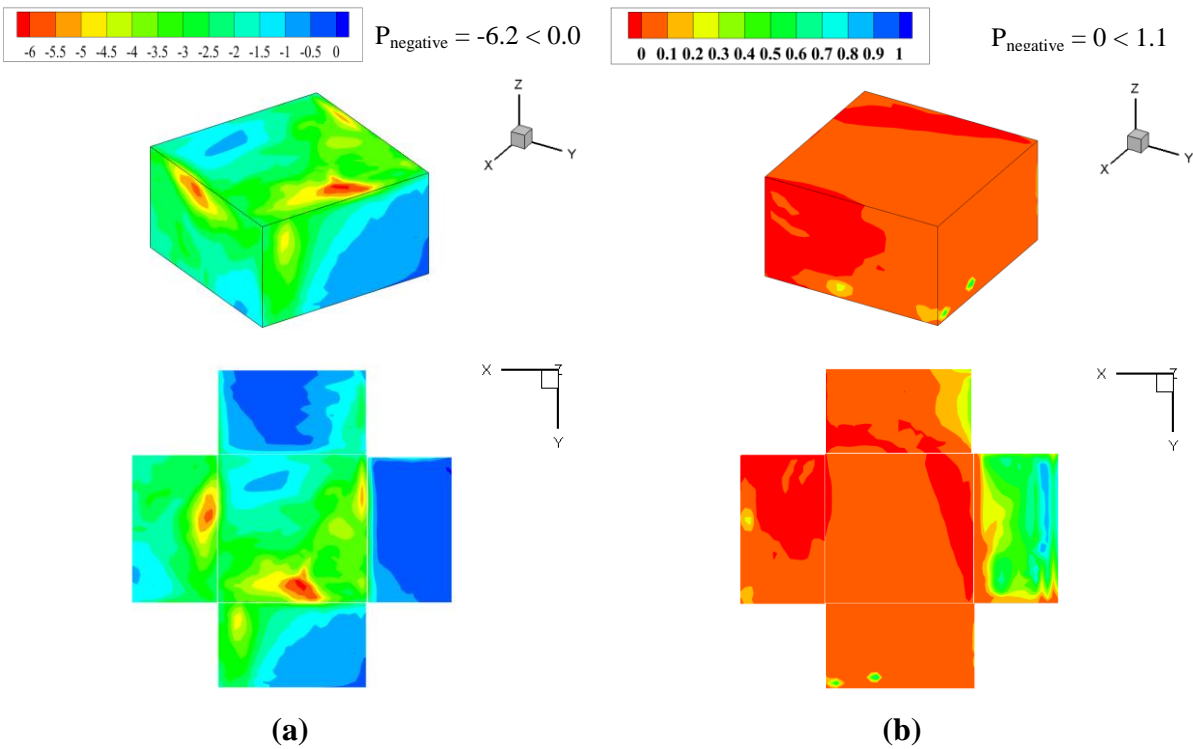 -6 -5.5 -5 -4.5 -4 -3.5 -3 -2.5 -2 -1.5 -1 -0.5 0
Pnegative = -6.2 < 0.0
0 0.1 0.2 0.3 0.4 0.5 0.6 0.7 0.8 0.9 1
Pnegative = 0 < 1.1
Z
X
Y
Z
X
Y
X Z
Y
X Z
Y
(a)
(b)